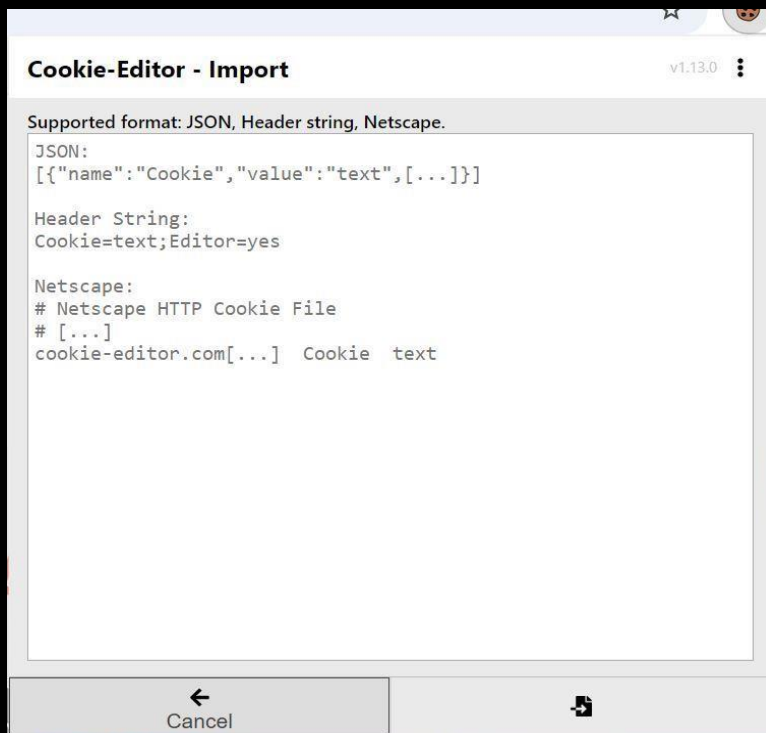 Cookie-Editor - Import
v1.13.0
Supported format: JSON, Header string, Netscape.
JSON:
[{"name":"Cookie","value":"text",[...]}]
Header String:
Cookie=text;Editor=yes
Netscape:
# Netscape HTTP Cookie File
# [...]
cookie-editor.com[...]  Cookie  text
Cancel